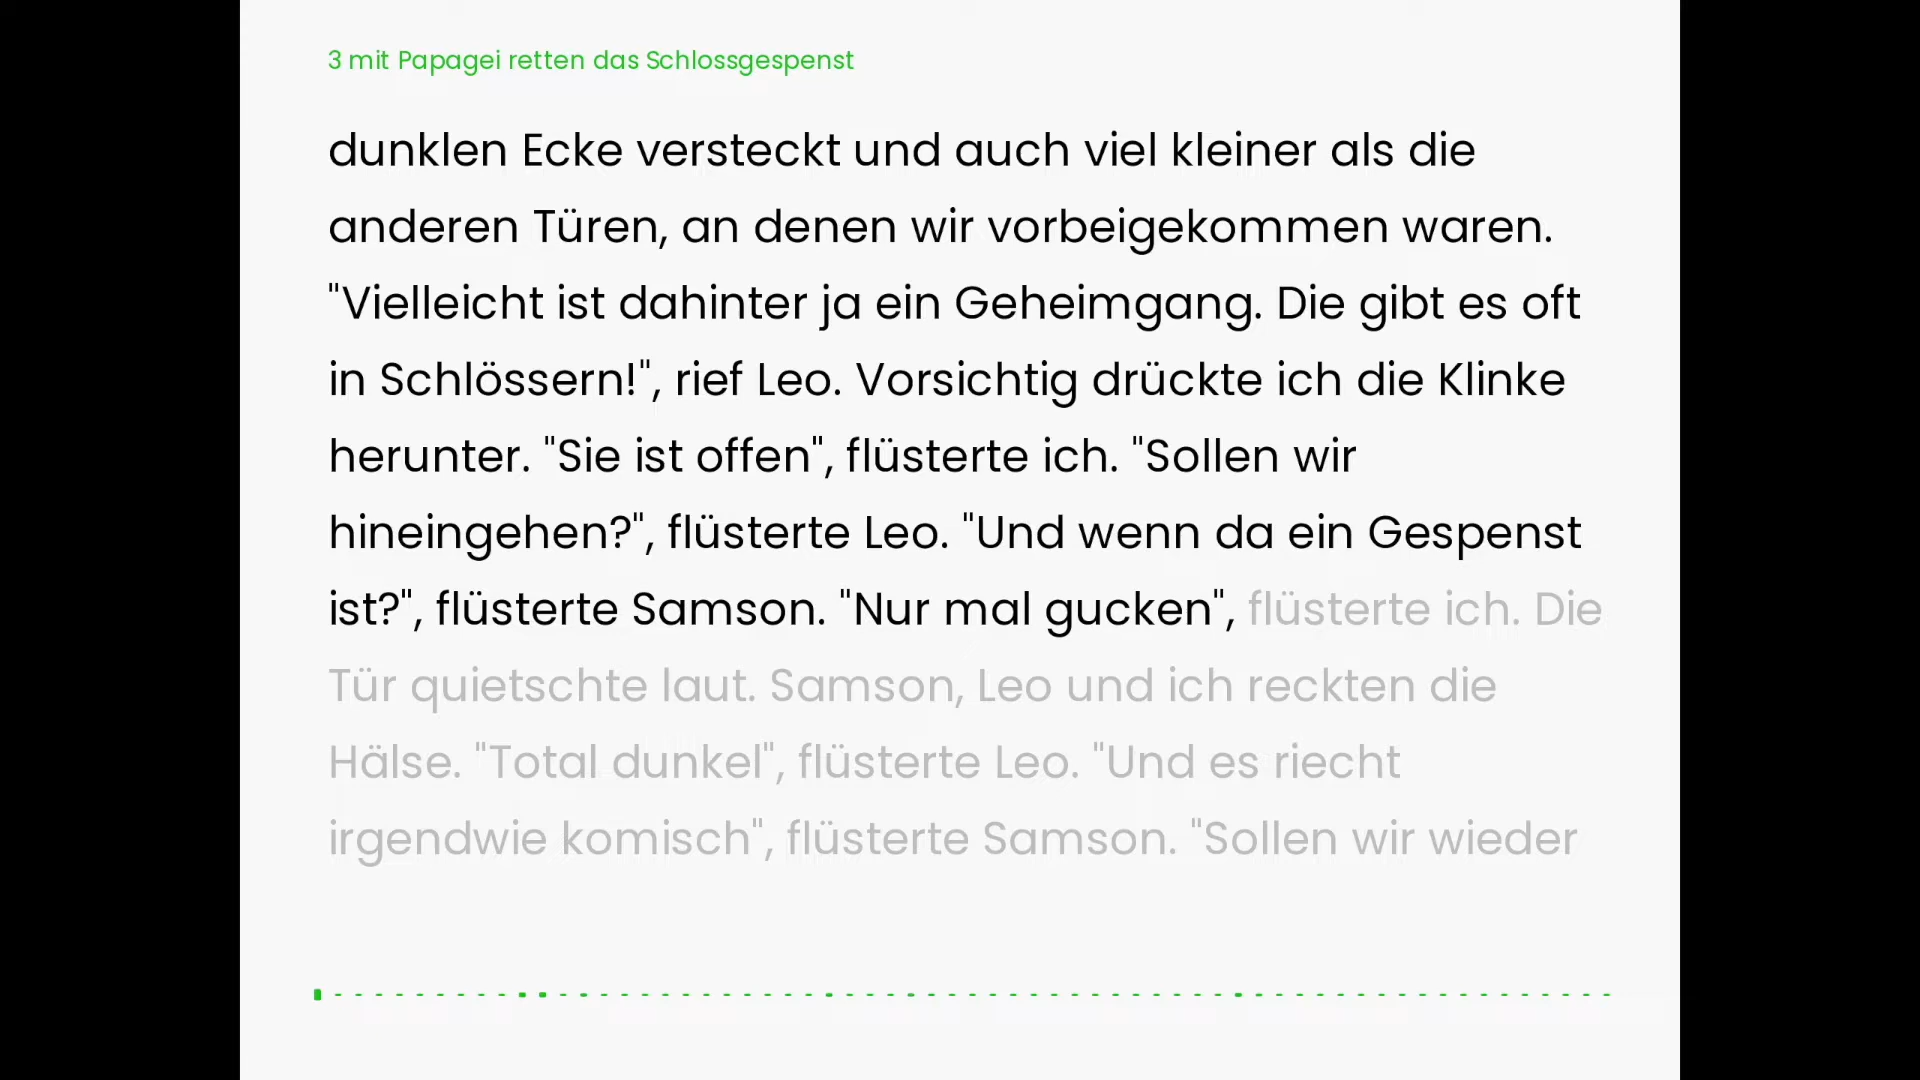 3 mit Papagei retten das Schlossgespenst
dunklen Ecke versteckt und auch viel kleiner als die
anderen Türen, an denen wir vorbeigekommen waren.
"Vielleicht ist dahinter ja ein Geheimgang. Die gibt es oft
in Schlössern!", rief Leo. Vorsichtig drückte ich die Klinke
herunter. "Sie ist offen", flüsterte ich. "Sollen wir
hineingehen?", flüsterte Leo. "Und wenn da ein Gespenst
ist?", flüsterte Samson. "Nur mal gucken", flüsterte ich. Die
Tür quietschte laut. Samson, Leo und ich reckten die
Hälse. "Total dunkel", flüsterte Leo. "Und es riecht
irgendwie komisch", flüsterte Samson. "Sollen wir wieder